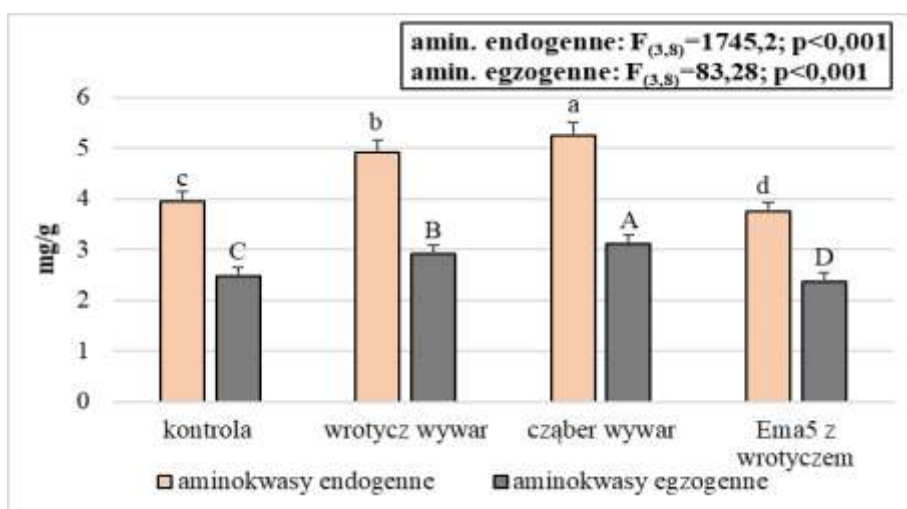 amin. endogenne: F(3,8)=1745,2; p<0,001
amin. egzogenne: F(3,8)=83,28; p<0,001
6
5
4
3
2
1
0
mg/g
c
C
b
B
a
A
d
D
kontrola
wrotycz wywar
cząber wywar
Ema5 z
wrotyczem
aminokwasy endogenne
aminokwasy egzogenne